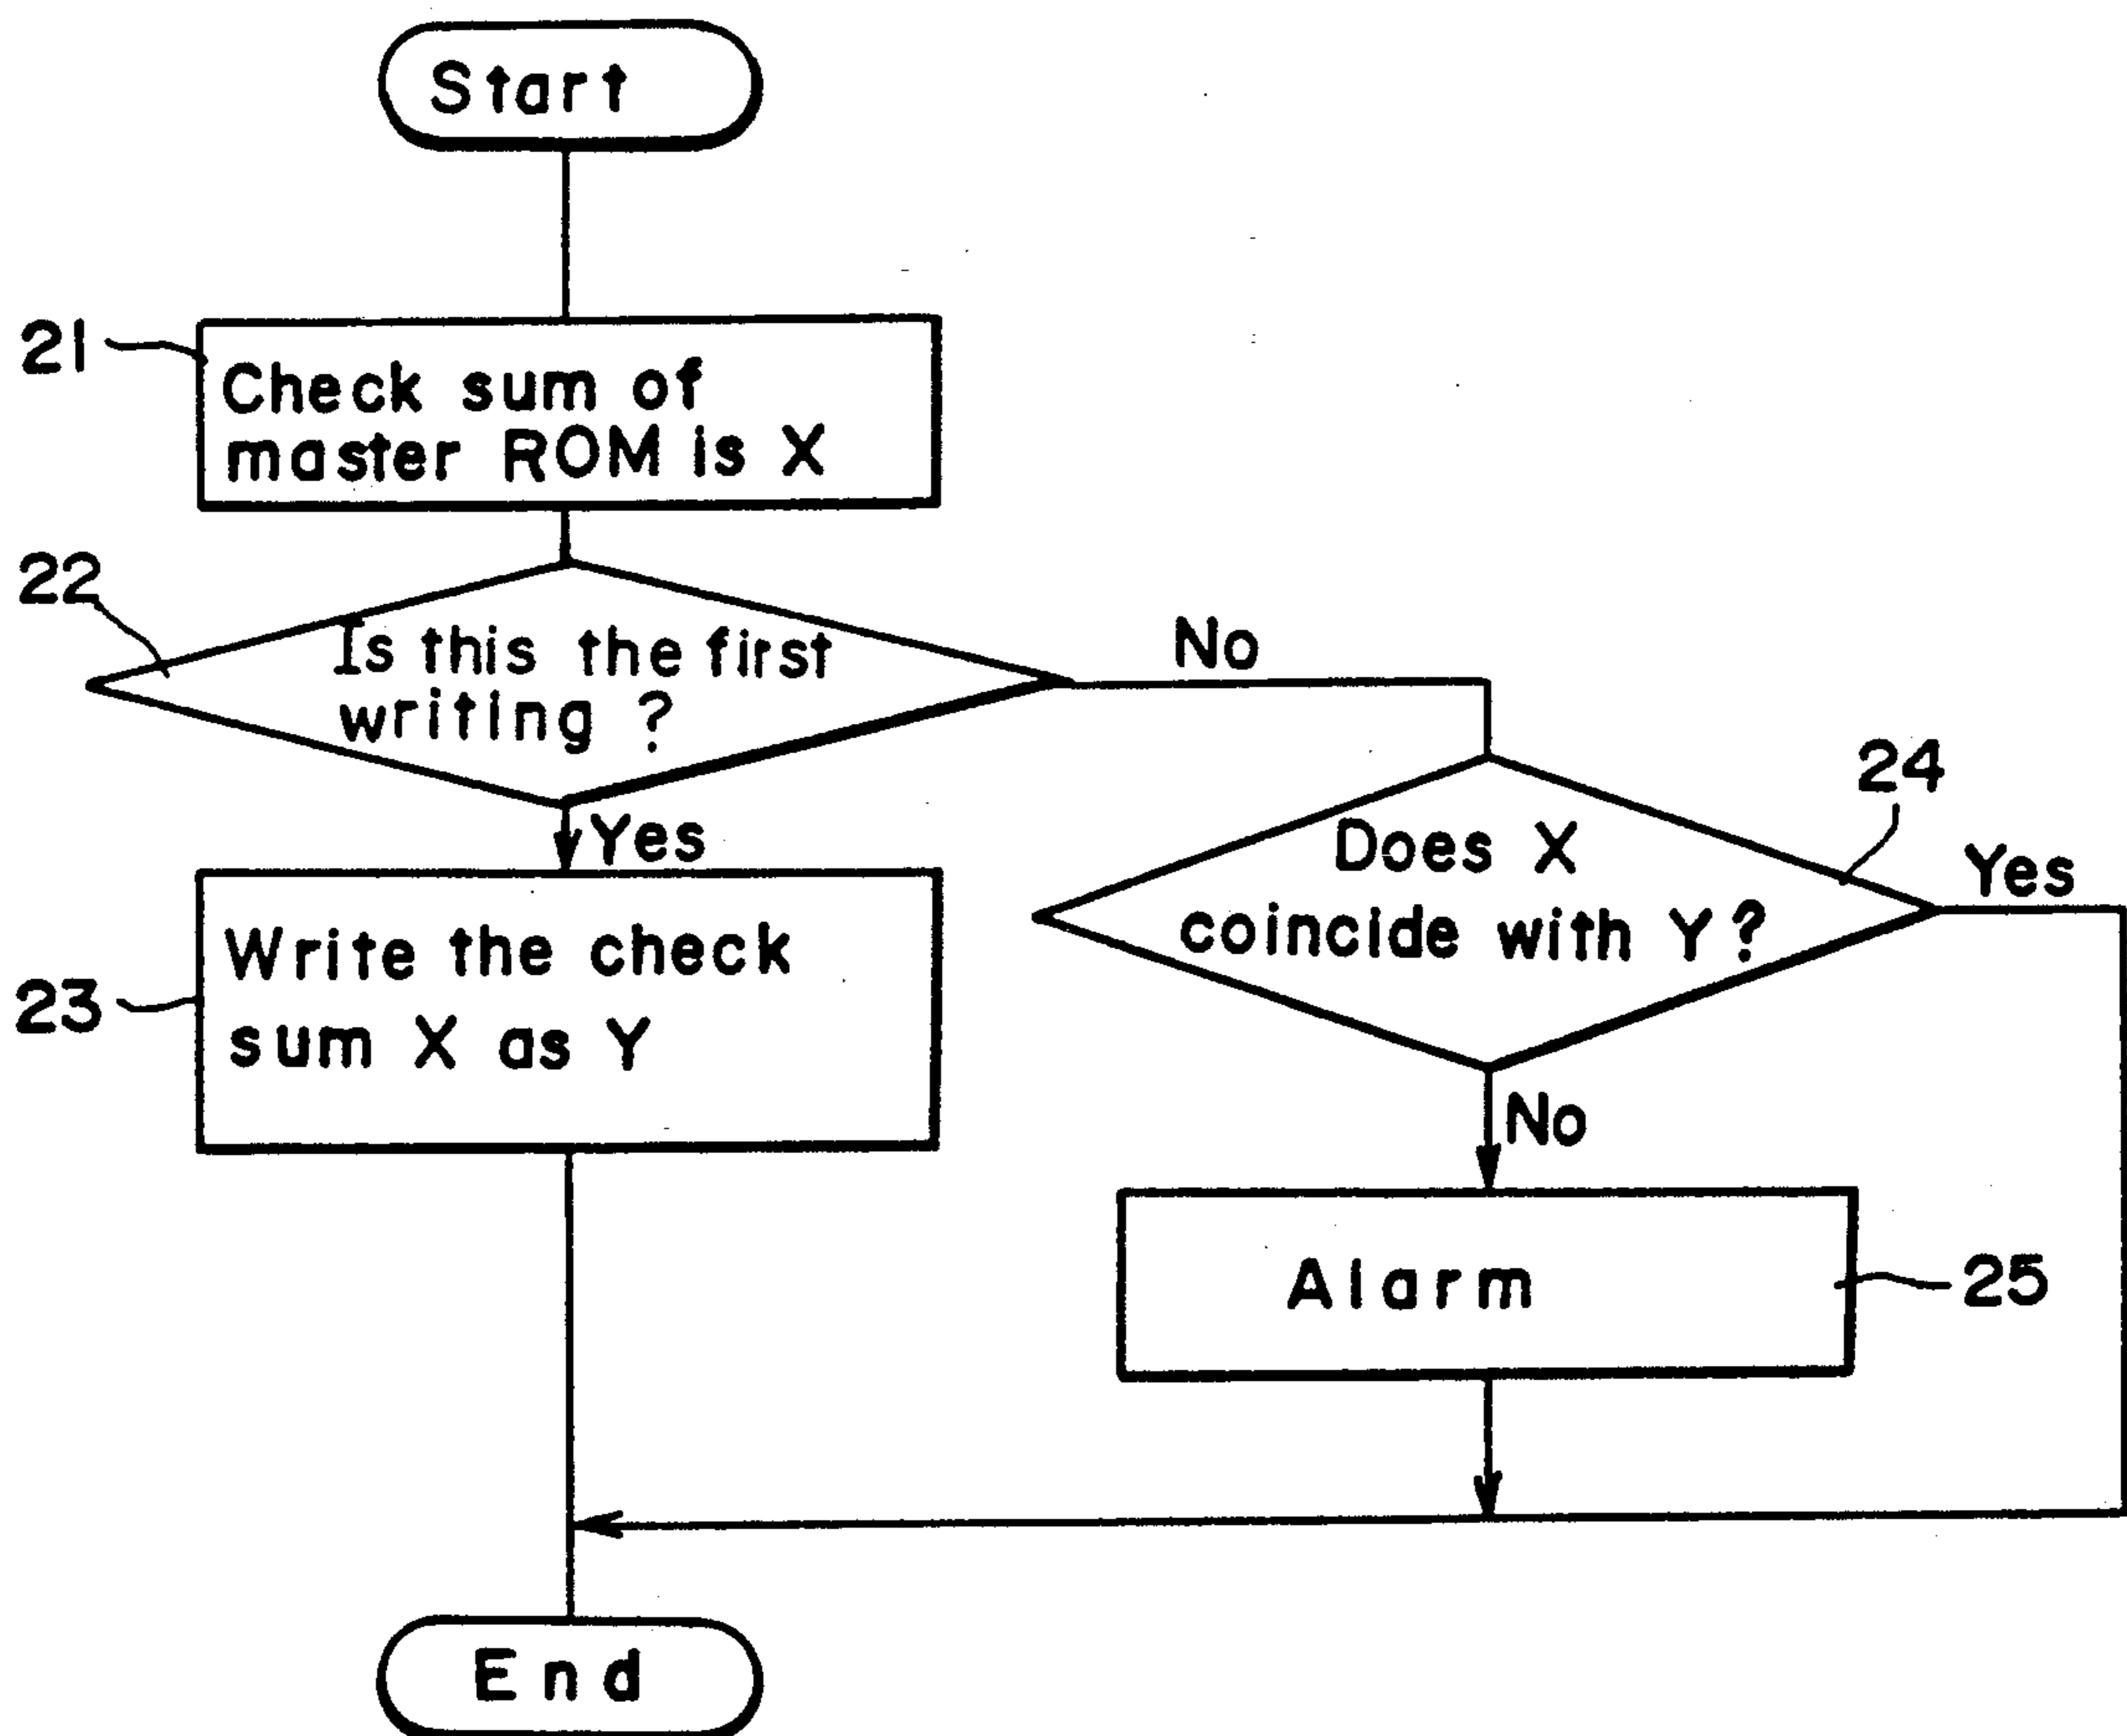 Start
21
Check sum of
master ROM is X
22
Is this the first
writing ?
No
Yes
24
Does X
coincide with Y?
Yes
23
Write the check
sum X as Y
No
Alarm
25
End